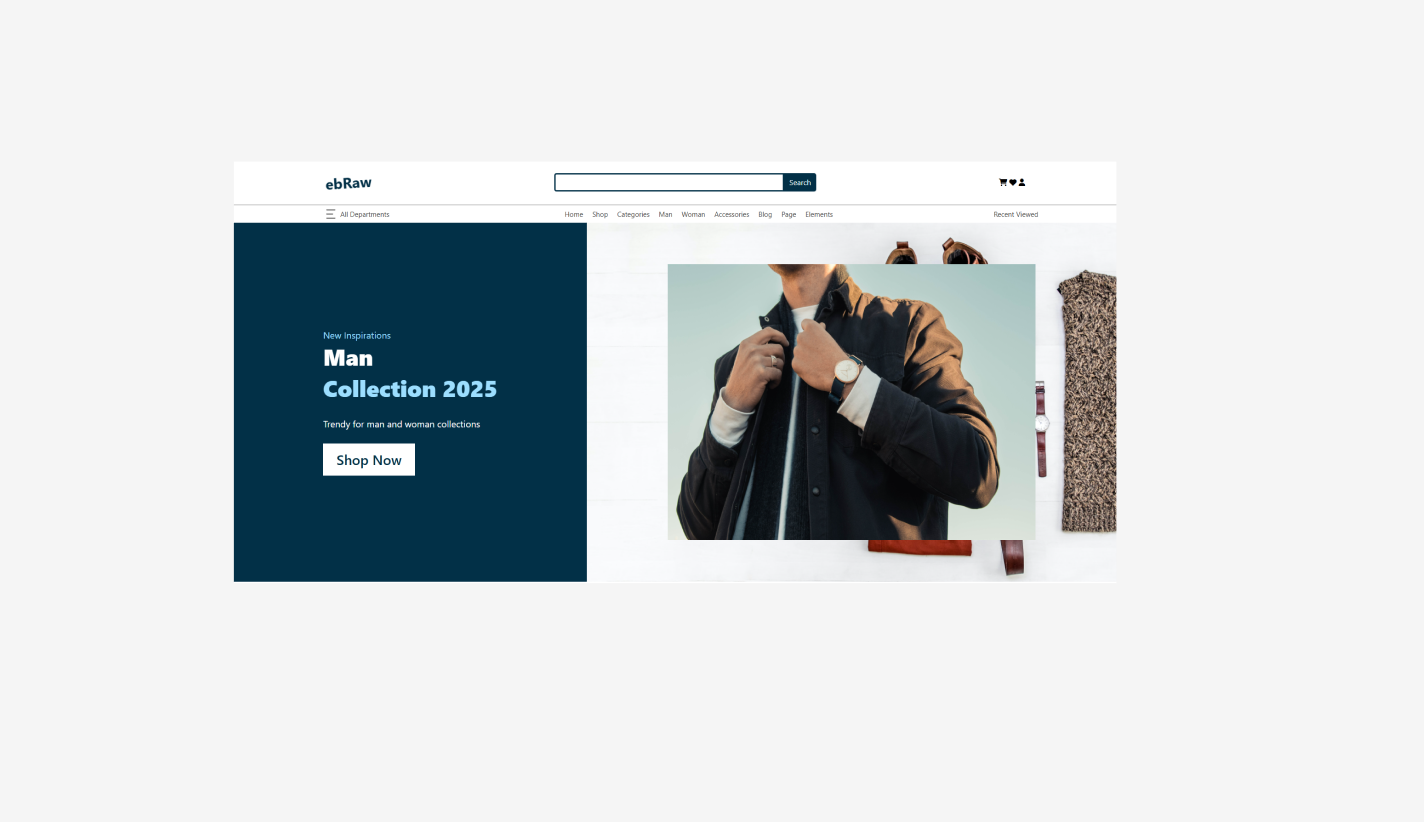 ebRaw
Search
All Departments
Home Shop Categories Man Woman Accessories Blog Page Elements
Recent Viewed
New Inspirations
Man
Collection 2025
Trendy for man and woman collections
Shop Now